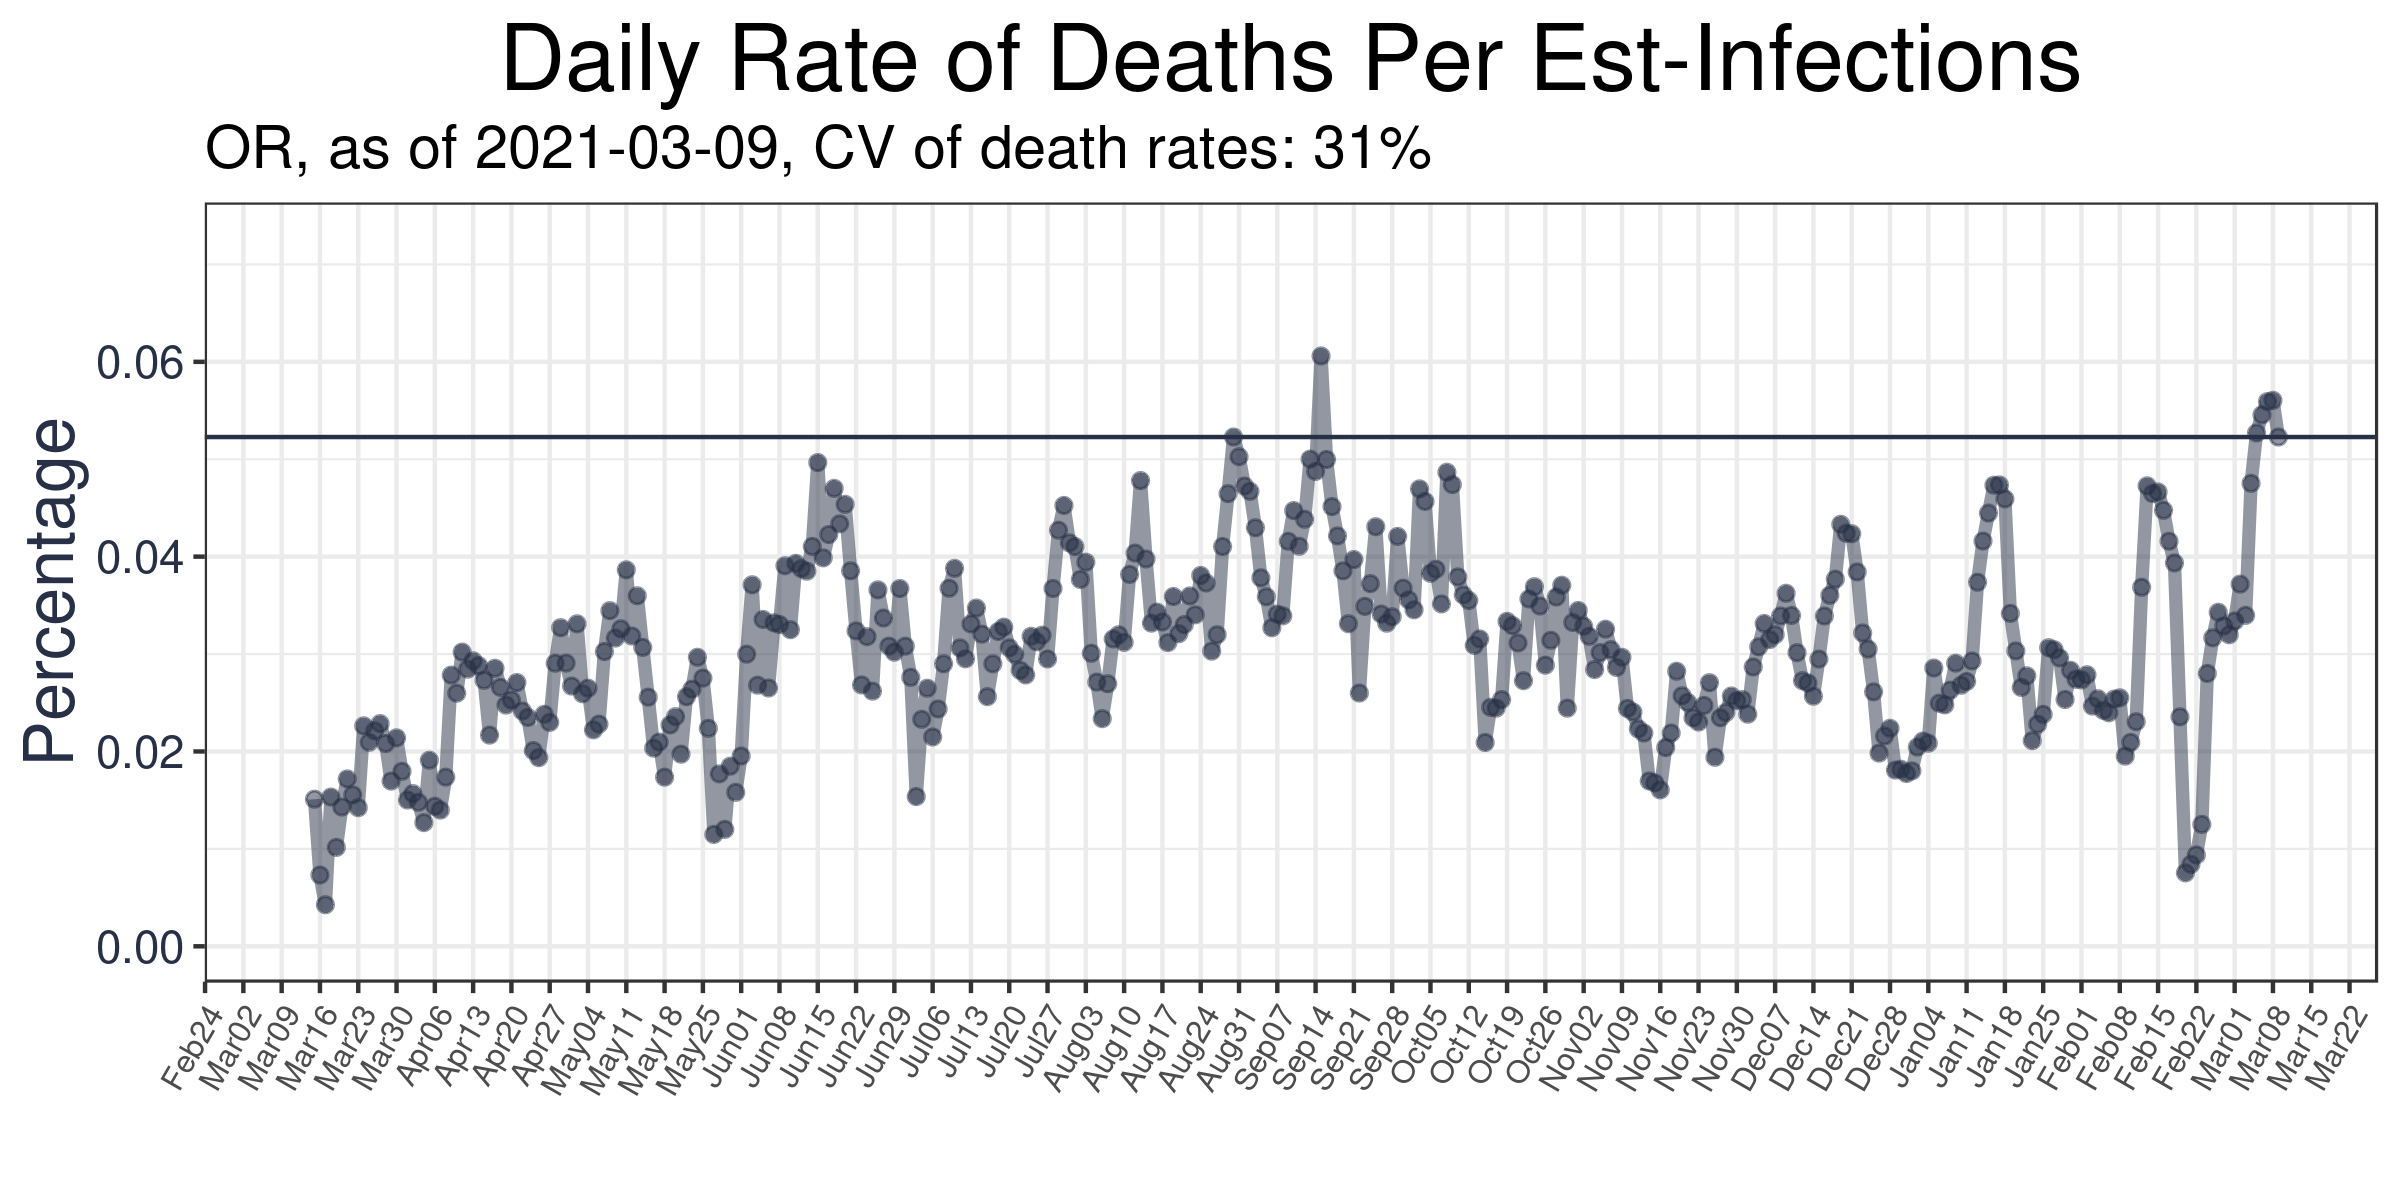 Daily Rate of Deaths Per Est-Infections
OR, as of 2021-03-09, CV of death rates: 31%
Percentage
0.06
0.04
0.02
0.00
Feb24
Mar02
Mar09
Mar16
Mar23
Mar30
Apr06
Apr13
Apr20
Apr27
May04
May11
May18
May25
Jun01
Jun08
Jun15
Jun22
Jun29
Jul06
Jul13
Jul20
Jul27
Aug03
Aug10
Aug17
Aug24
Aug31
Sep07
Sep14
Sep21
Sep28
Oct05
Oct12
Oct19
Oct26
Nov02
Nov09
Nov16
Nov23
Nov30
Dec07
Dec14
Dec21
Dec28
Jan04
Jan11
Jan18
Jan25
Feb01
Feb08
Feb15
Feb22
Mar01
Mar08
Mar15
Mar22